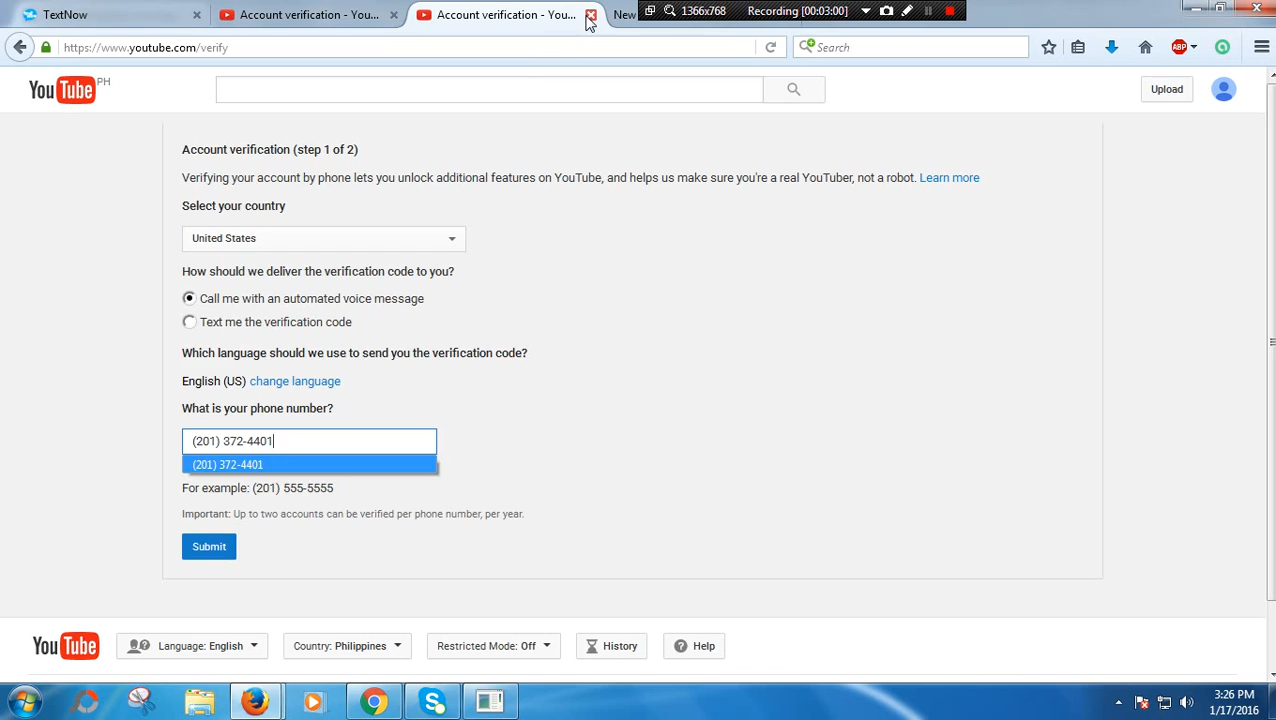 TextNow
Account verification - You...
Account verification - You...
New
1366x768
Recording [00:03:00]
https://www.youtube.com/verify
Search
ABP
YouTube PH
Upload
Account verification (step 1 of 2)
Verifying your account by phone lets you unlock additional features on YouTube, and helps us make sure you're a real YouTuber, not a robot. Learn more
Select your country
United States
How should we deliver the verification code to you?
Call me with an automated voice message
Text me the verification code
Which language should we use to send you the verification code?
English (US) change language
What is your phone number?
(201) 372-4401
(201) 372-4401
For example: (201) 555-5555
Important: Up to two accounts can be verified per phone number, per year.
Submit
YouTube
Language: English
Country: Philippines
Restricted Mode: Off
History
Help
3:26 PM
1/17/2016